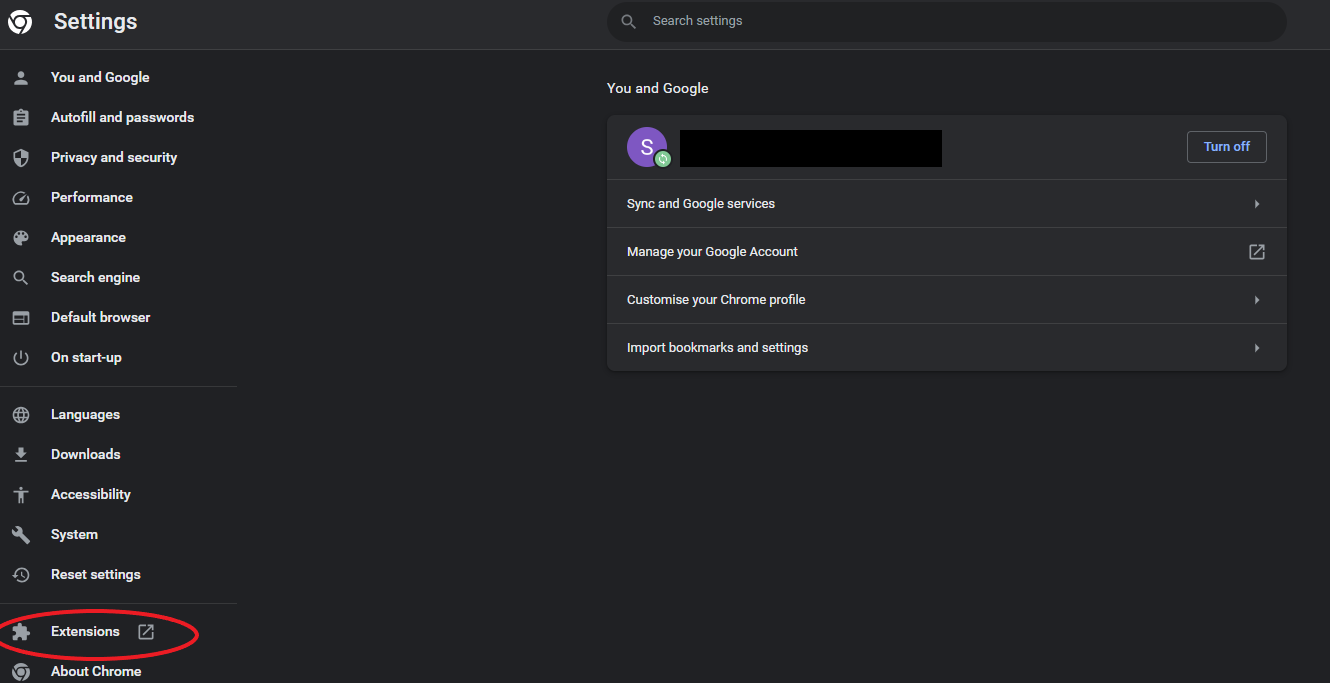 Settings
Search settings
You and Google
Autofill and passwords
Privacy and security
Performance
Appearance
Search engine
Default browser
On start-up
Languages
Downloads
Accessibility
System
Reset settings
Extensions
About Chrome
You and Google
S
Turn off
Sync and Google services
Manage your Google Account
Customise your Chrome profile
Import bookmarks and settings